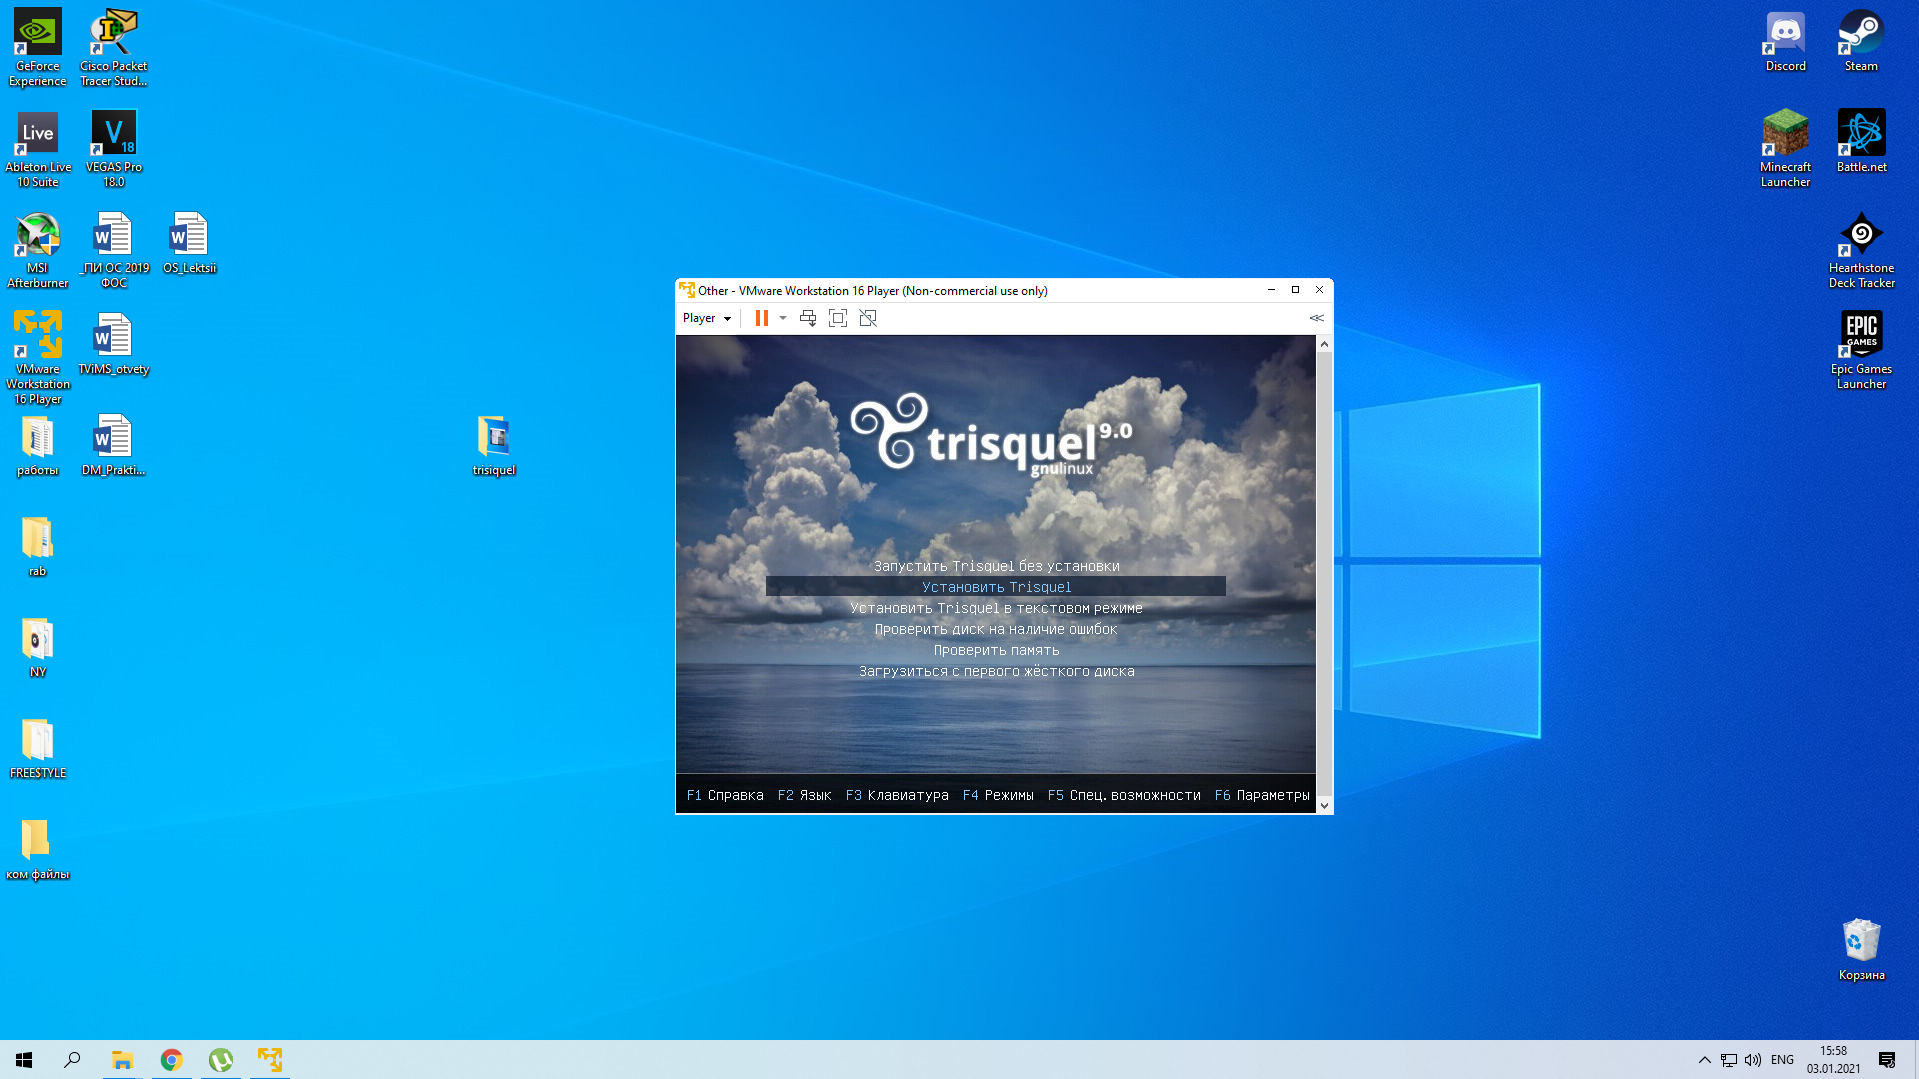 GeForce
Experience
Cisco Packet
Tracer Stud...
Live
Ableton Live
10 Suite
V
18
VEGAS Pro
18.0
MSI
Afterburner
W
_ПИ ОС 2019
ФОС
W
OS_Lektsii
VMware
Workstation
16 Player
W
TViMS_otvety
работы
W
DM_Prakti...
rab
NY
FREE$TYLE
ком файлы
trisiquel
Other - VMware Workstation 16 Player (Non-commercial use only)
Player
trisquel 9.0
gnulinux
Запустить Trisquel без установки
Установить Trisquel
Установить Trisquel в текстовом режиме
Проверить диск на наличие ошибок
Проверить память
Загрузиться с первого жёсткого диска
F1 Справка F2 Язык F3 Клавиатура F4 Режимы F5 Спец. возможности F6 Параметры
Discord
Steam
Minecraft
Launcher
Battle.net
Hearthstone
Deck Tracker
EPIC
GAMES
Epic Games
Launcher
Корзина
ENG
15:58
03.01.2021